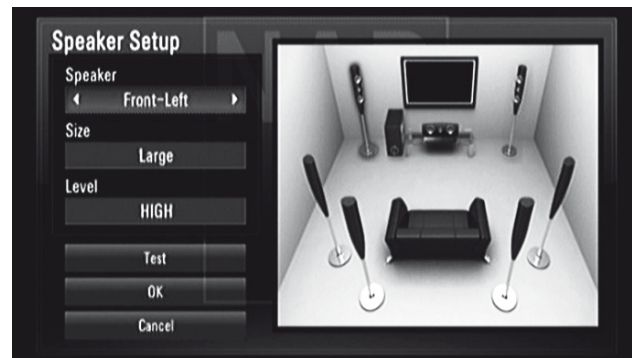 Speaker Setup
Speaker
Front-Left
Size
Large
Level
HIGH
Test
OK
Cancel